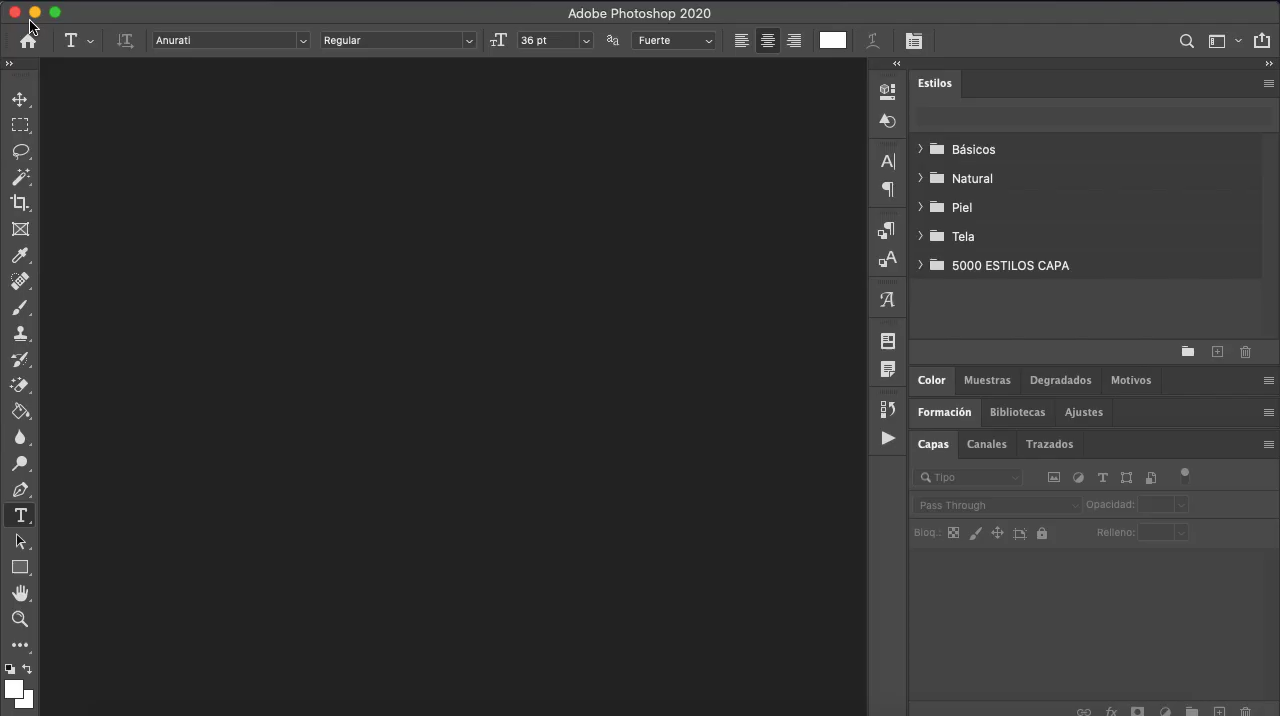 Adobe Photoshop 2020
Anurati Regular 36 pt Fuerte
Estilos
Básicos
Natural
Piel
Tela
5000 ESTILOS CAPA
Color Muestras Degradados Motivos
Formación Bibliotecas Ajustes
Capas Canales Trazados
Tipo
Pass Through Opacidad:
Bloq.: Relleno: